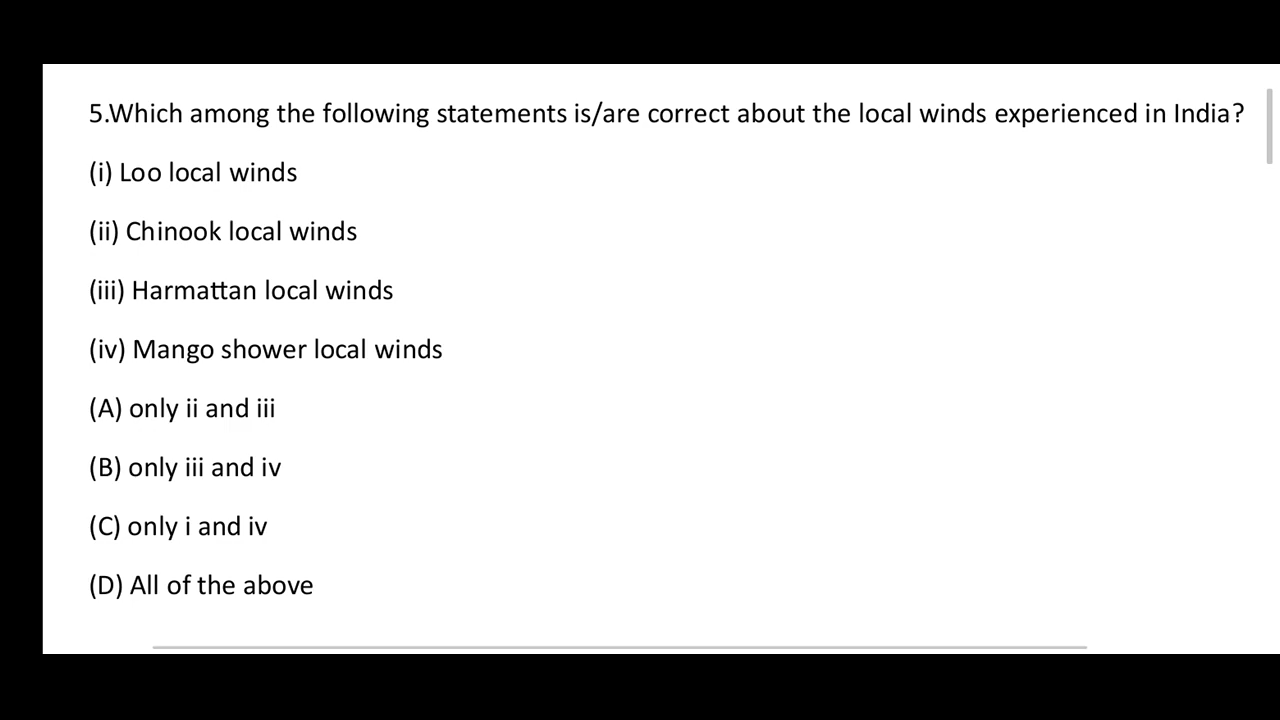 5.Which among the following statements is/are correct about the local winds experienced in India?
(i) Loo local winds
(ii) Chinook local winds
(iii) Harmattan local winds
(iv) Mango shower local winds
(A) only ii and iii
(B) only iii and iv
(C) only i and iv
(D) All of the above